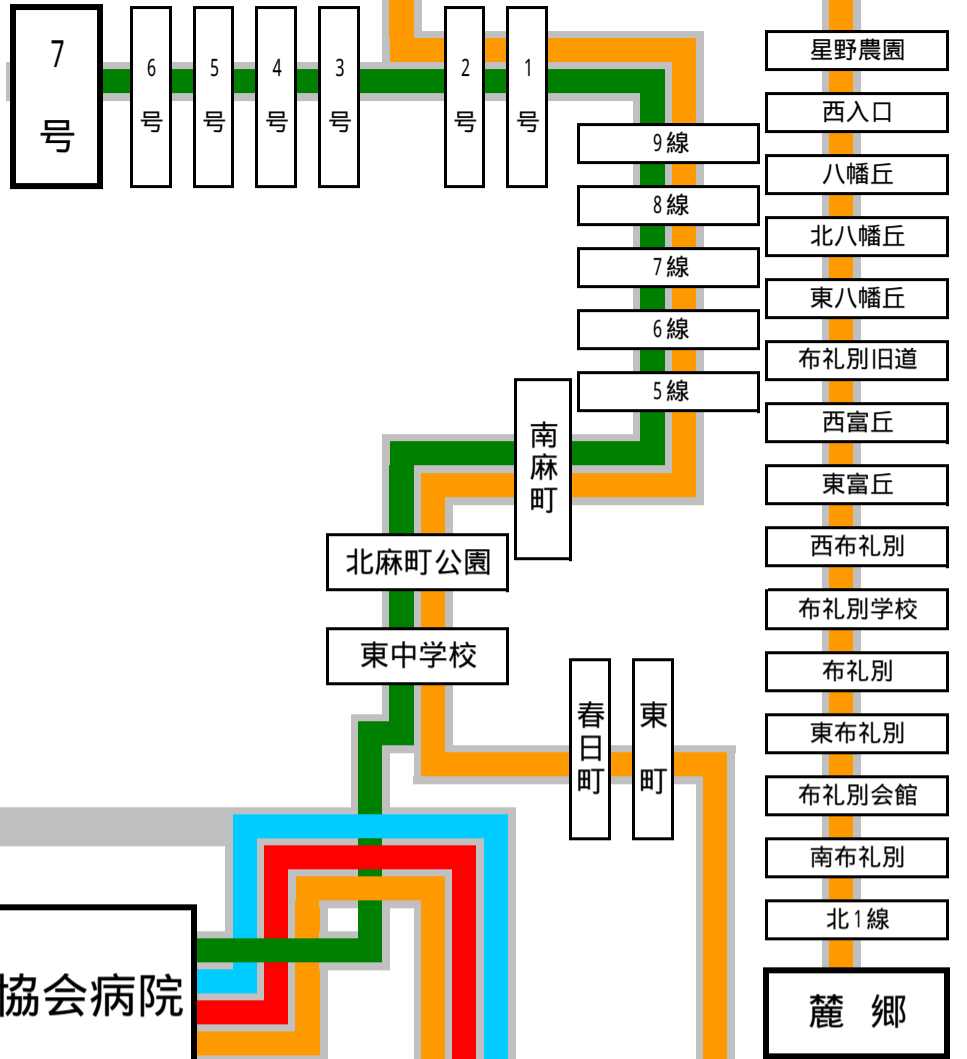 7号
6号
5号
4号
3号
2号
1号
9線
8線
7線
6線
5線
南麻町
北麻町公園
東中学校
春日町
東町
協会病院
星野農園
西入口
八幡丘
北八幡丘
東八幡丘
布礼別旧道
西富丘
東富丘
西布礼別
布礼別学校
布礼別
東布礼別
布礼別会館
南布礼別
北1線
麓郷